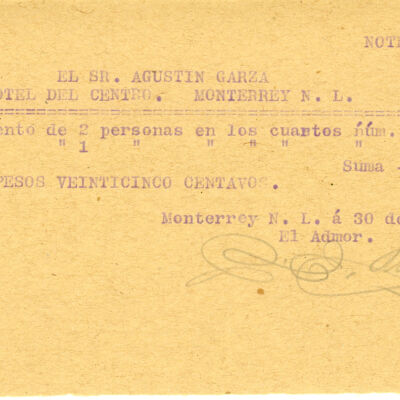 NOT
EL SR. AGUSTIN GARZA
OTEL DEL CENTRO. MONTERREY N. L.
ento de 2 personas en los cuartos núm.
" 1 " " " " "
Suma
PESOS VEINTICINCO CENTAVOS.
Monterrey N. L. á 30 de
El Admor.